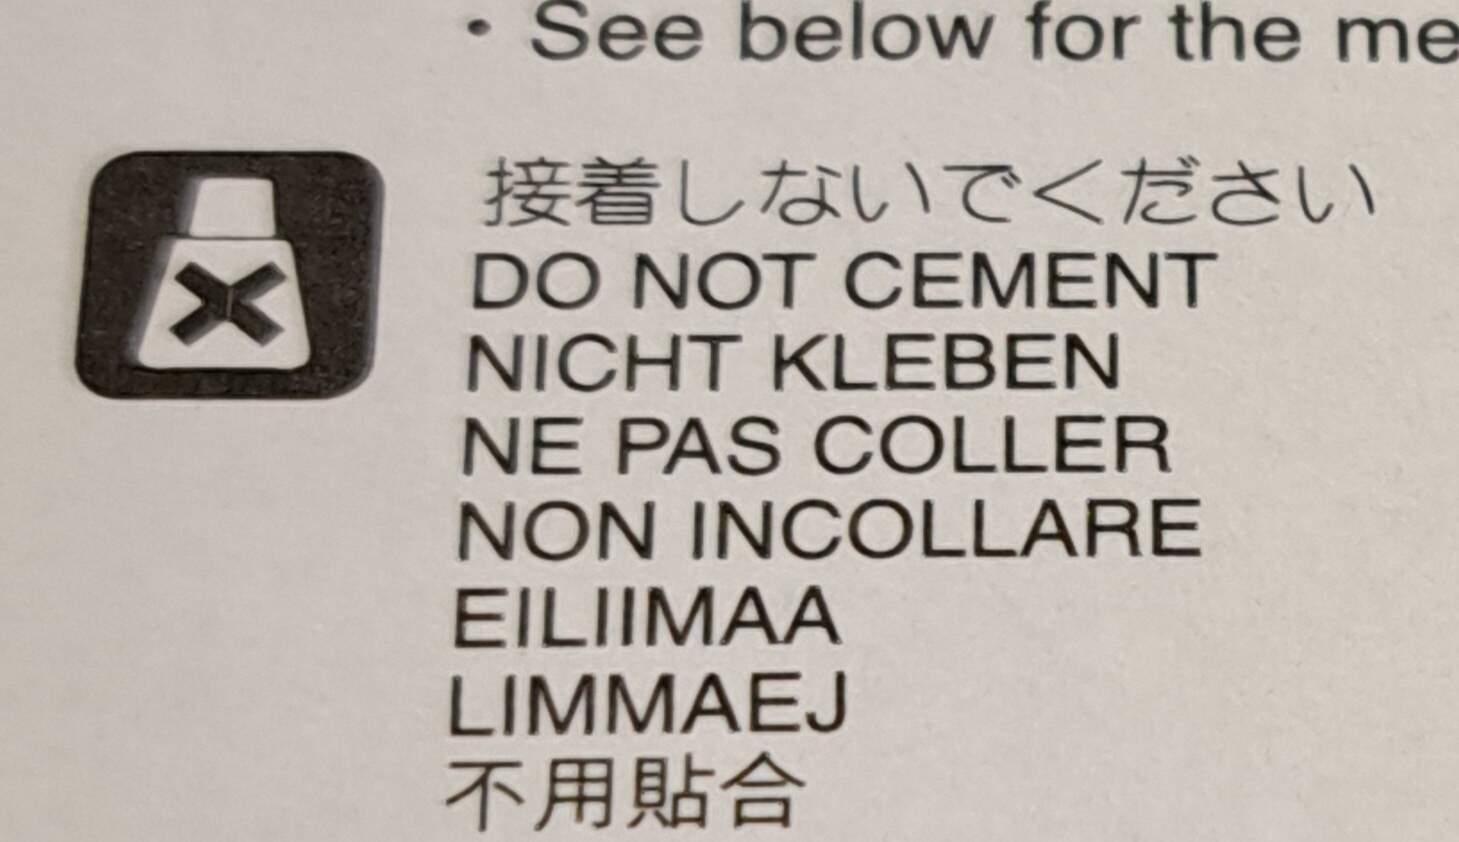 • See below for the
接着しないでください
DO NOT CEMENT
NICHT KLEBEN
NE PAS COLLER
NON INCOLLARE
EILIIMAA
LIMMAEJ
不用貼合